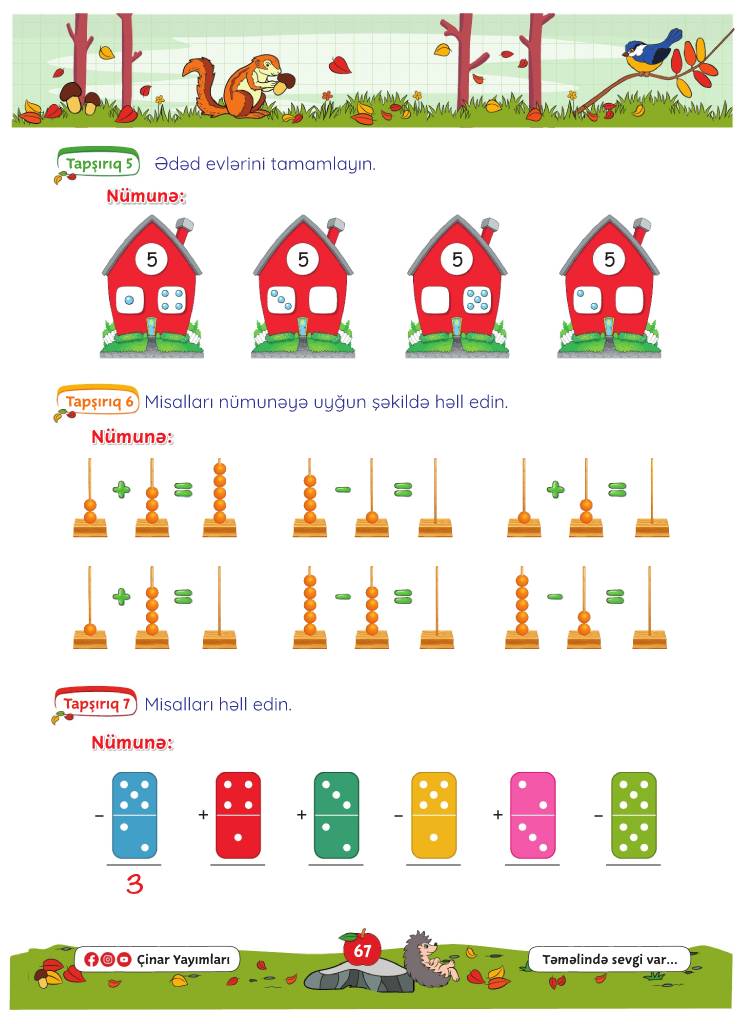 Tapşırıq 5 Ədəd evlərini tamamlayın.
Nümunə:
5 5 5 5
Tapşırıq 6 Misalları nümunəyə uyğun şəkildə həll edin.
Nümunə:
+ = - = + =
+ = - = - =
Tapşırıq 7 Misalları həll edin.
Nümunə:
- + + - + -
3
Çinar Yayımları 67 Təməlində sevgi var...